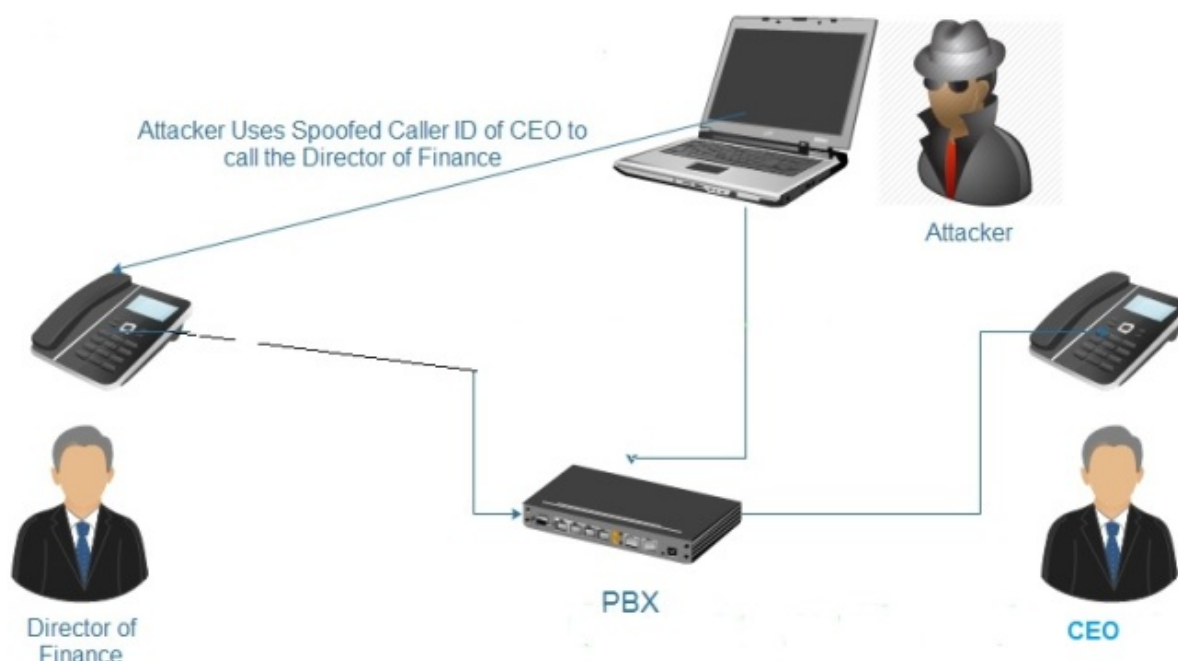 Attacker Uses Spoofed Caller ID of CEO to
call the Director of Finance
Attacker
Director of
Finance
PBX
CEO